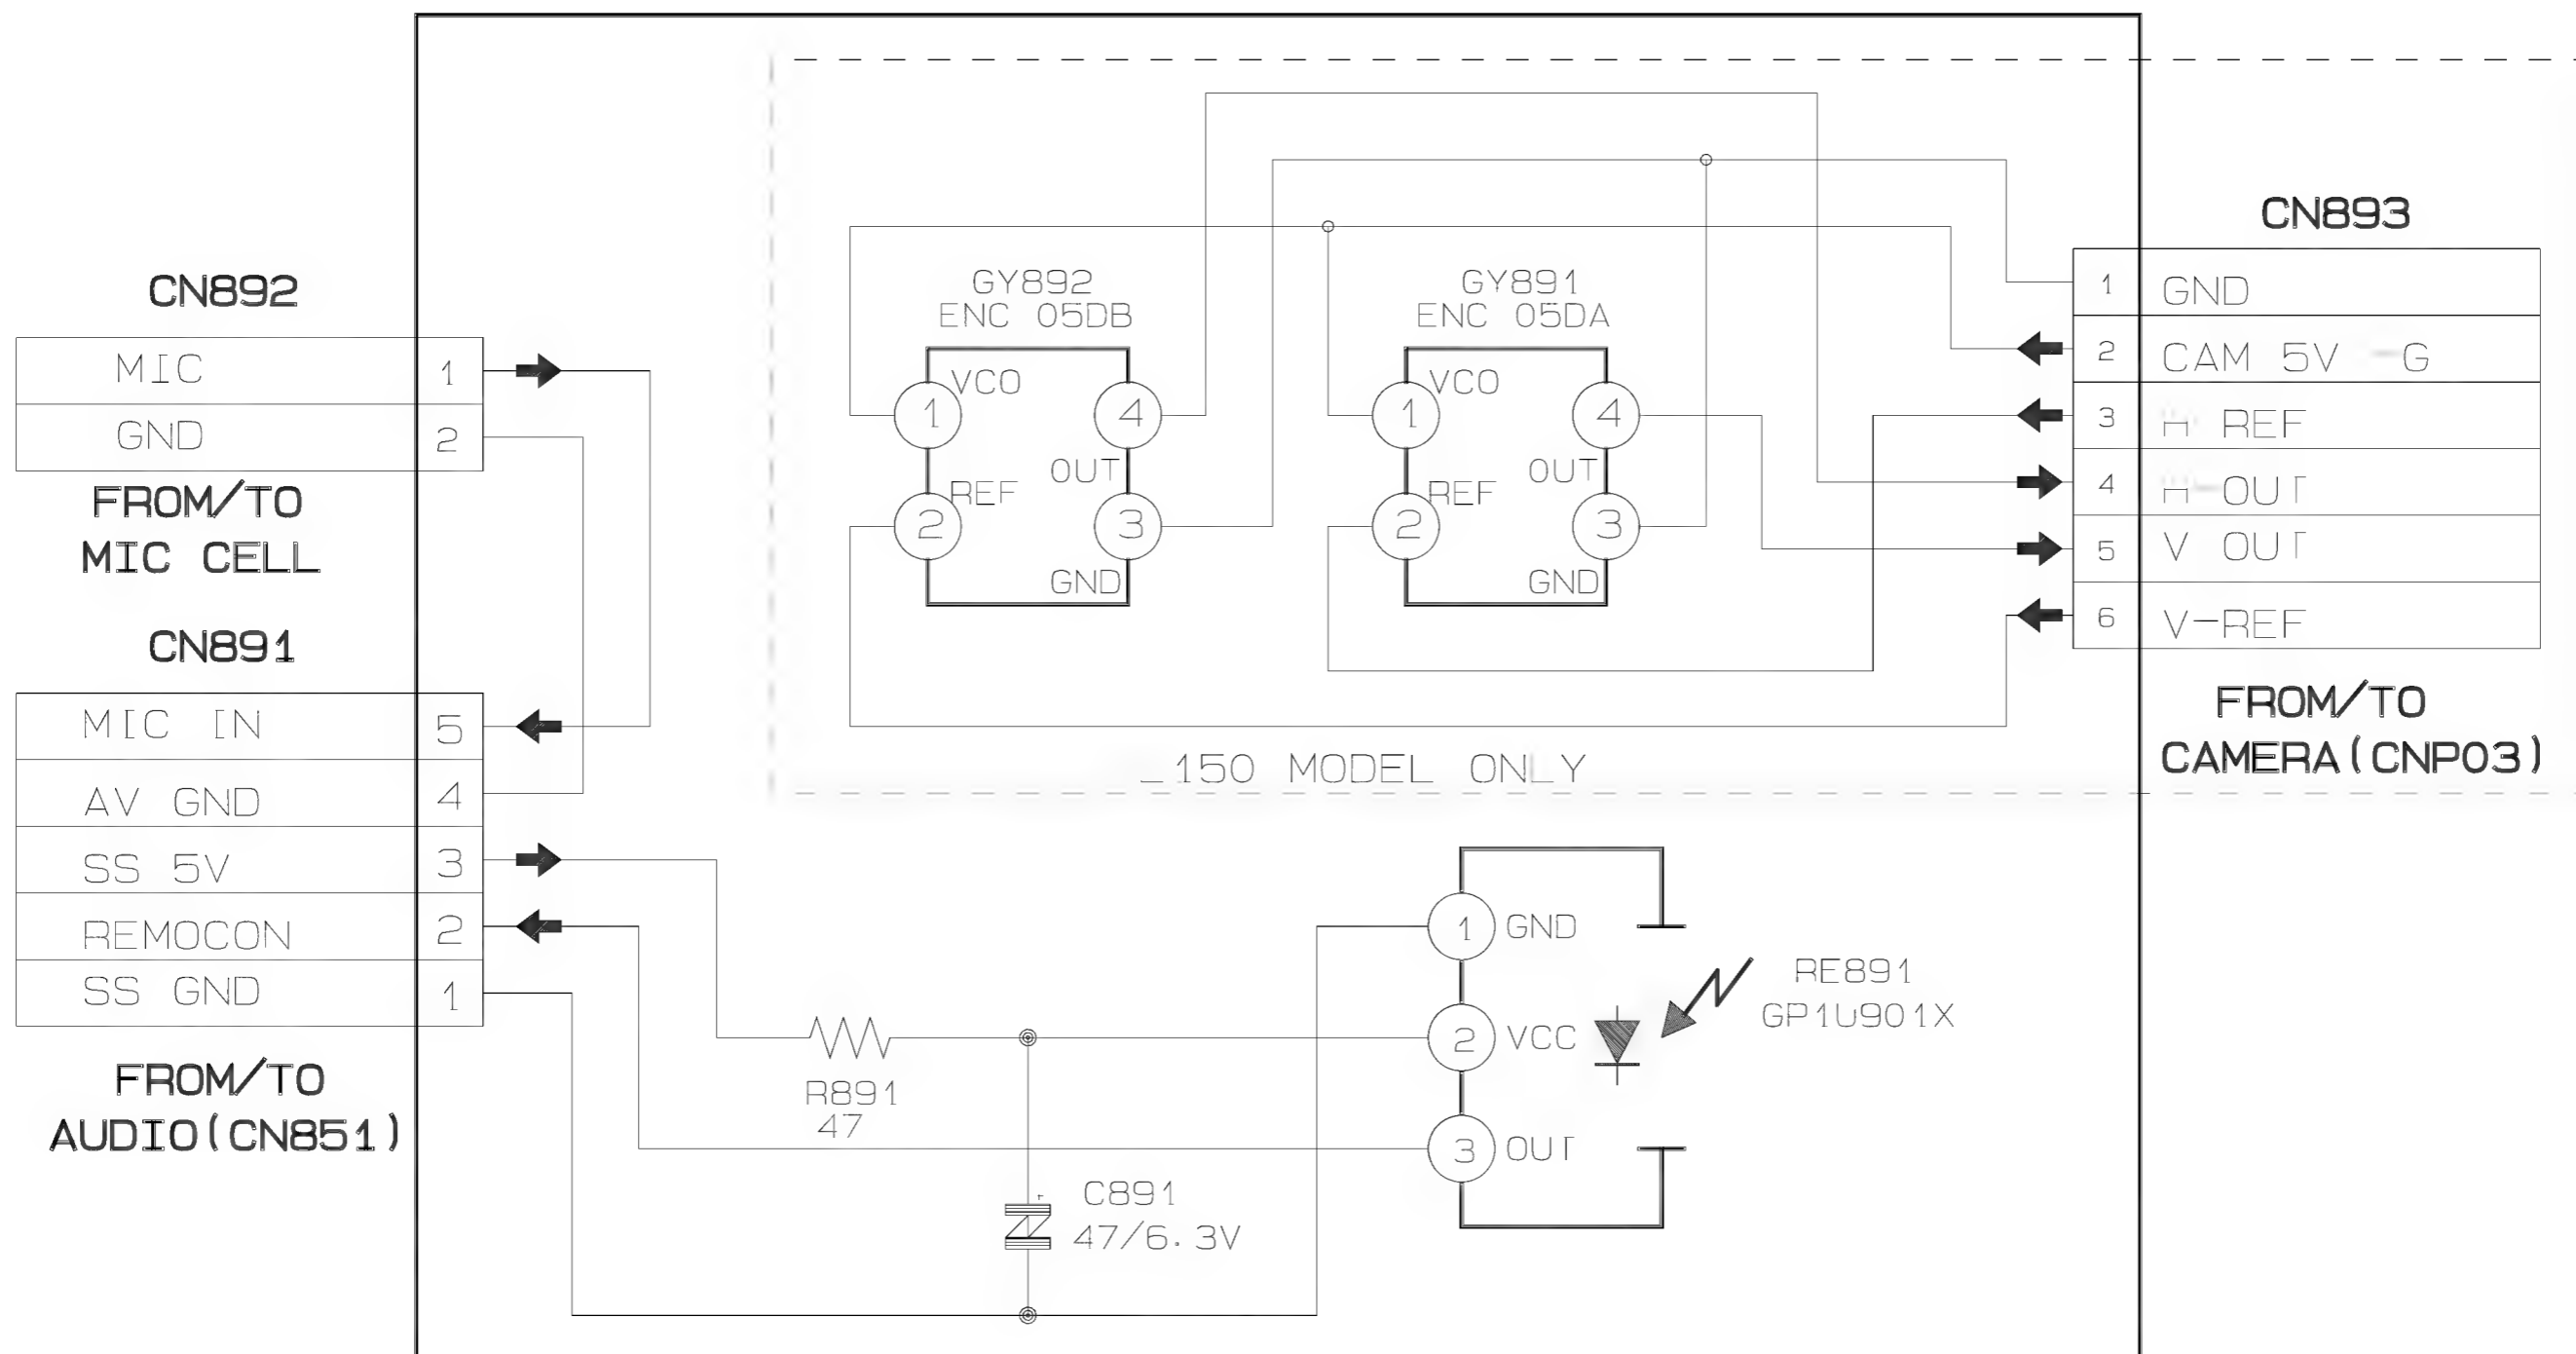 CN892
MIC 1
GND 2
FROM/TO
MIC CELL
CN891
MIC IN 5
AV GND 4
SS 5V 3
REMOCON 2
SS GND 1
FROM/TO
AUDIO(CN851)
GY892
ENC 05DB
1 VCO
4
OUT
2 REF
3
GND
GY891
ENC 05DA
1 VCO
4
OUT
2 REF
3
GND
150 MODEL ONLY
CN893
1 GND
2 CAM 5V -G
3 REF
4 OUT
5 V OUT
6 V-REF
FROM/TO
CAMERA(CNP03)
R891
47
C891
47/6.3V
1 GND
2 VCC
3 OUT
RE891
GP1U901X